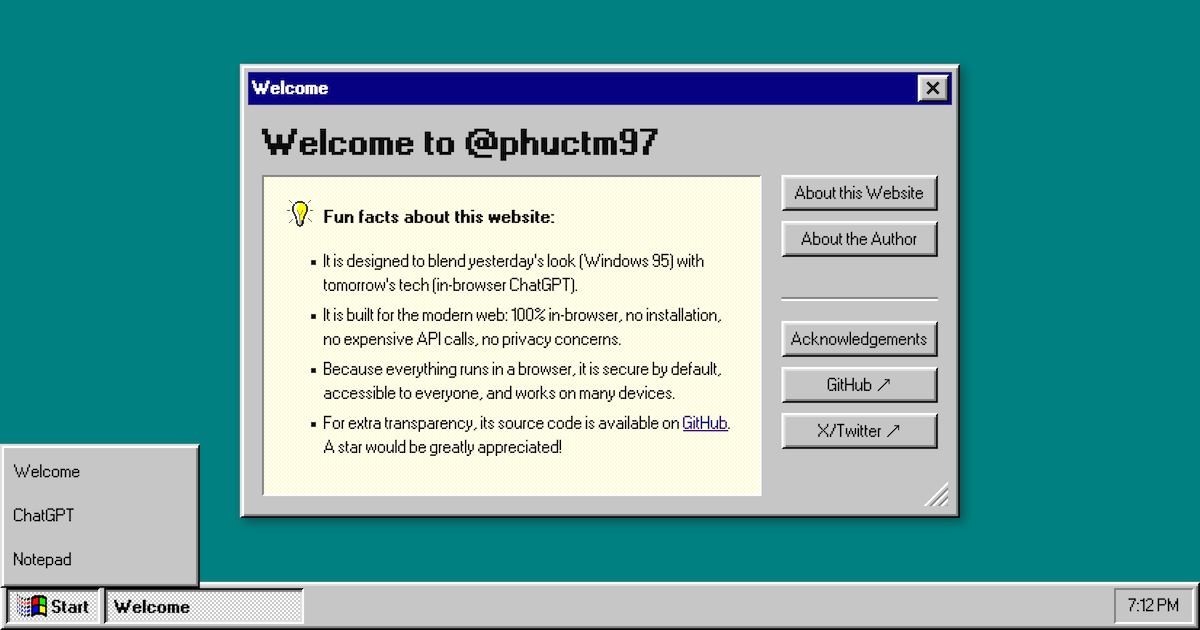 Welcome
Welcome to @phuctm97
Fun facts about this website:
It is designed to blend yesterday's look (Windows 95) with
tomorrow's tech (in-browser ChatGPT).
It is built for the modern web: 100% in-browser, no installation,
no expensive API calls, no privacy concerns.
Because everything runs in a browser, it is secure by default,
accessible to everyone, and works on many devices.
For extra transparency, its source code is available on GitHub.
A star would be greatly appreciated!
About this Website
About the Author
Acknowledgements
GitHub ↗
X/Twitter ↗
Welcome
ChatGPT
Notepad
Start
Welcome
7:12 PM